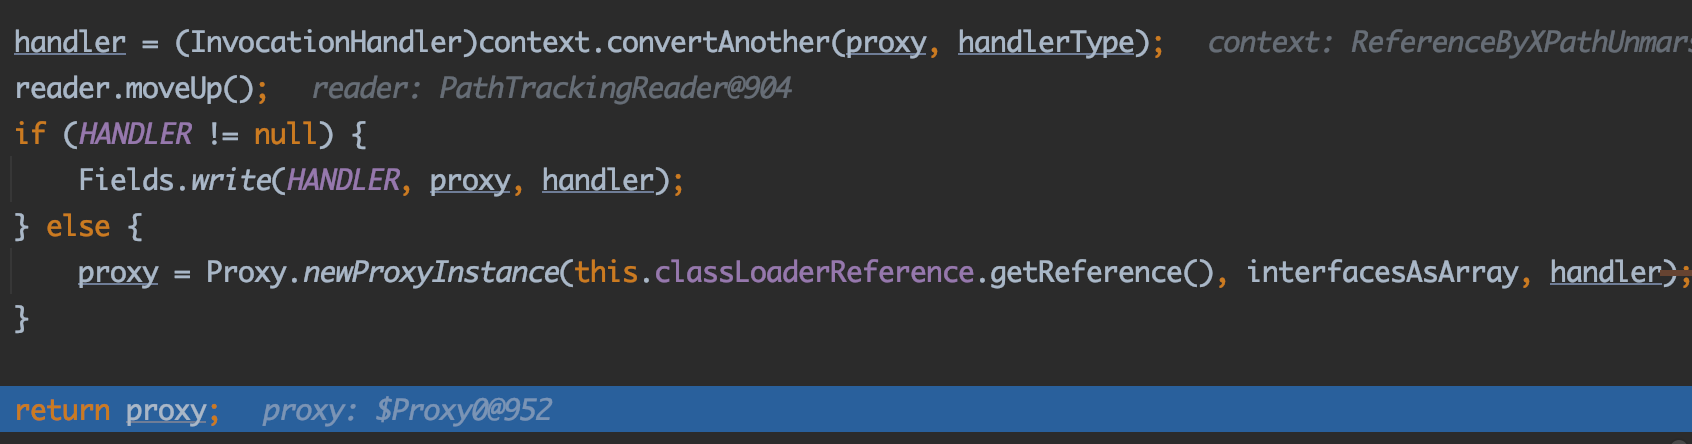 handler = (InvocationHandler)context.convertAnother(proxy, handlerType); context: ReferenceByXPathUnmars
reader.moveUp(); reader: PathTrackingReader@904
if (HANDLER != null) {
    Fields.write(HANDLER, proxy, handler);
} else {
    proxy = Proxy.newProxyInstance(this.classLoaderReference.getReference(), interfacesAsArray, handler);
}
return proxy; proxy: $Proxy0@952